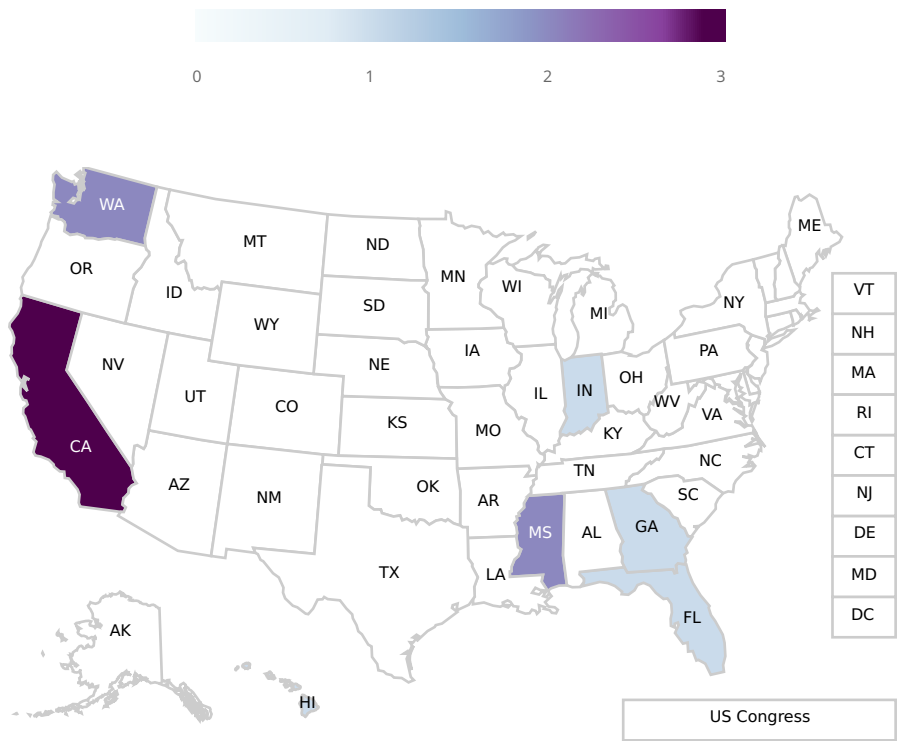 0 1 2 3
ME
WA
MT
ND
MN
OR
ID
WI
MI
NY
VT
SD
WY
NH
IA
PA
NV
NE
MA
UT
CO
IL
IN
OH
WV
VA
RI
KS
MO
KY
CT
CA
NC
TN
AZ
NM
OK
AR
SC
NJ
MS
AL
GA
DE
TX
LA
MD
FL
DC
AK
HI
US Congress